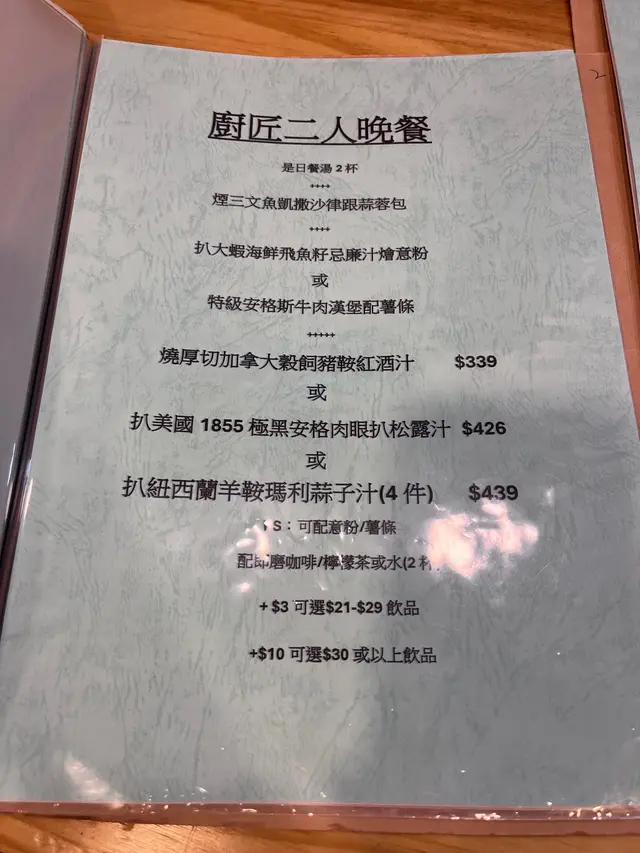 廚匠二人晚餐
是日餐湯 2 杯
++++
煙三文魚凱撒沙律跟蒜蓉包
++++
扒大蝦海鮮飛魚籽忌廉汁燴意粉
或
特級安格斯牛肉漢堡配薯條
+++++
燒厚切加拿大穀飼豬鞍紅酒汁 $339
或
扒美國 1855 極黑安格肉眼扒松露汁 $426
或
扒紐西蘭羊鞍瑪利蒜子汁(4 件) $439
S：可配意粉/薯條
配即磨咖啡/檸檬茶或水(2 杯
+ $3 可選$21-$29 飲品
+$10 可選$30 或以上飲品
2